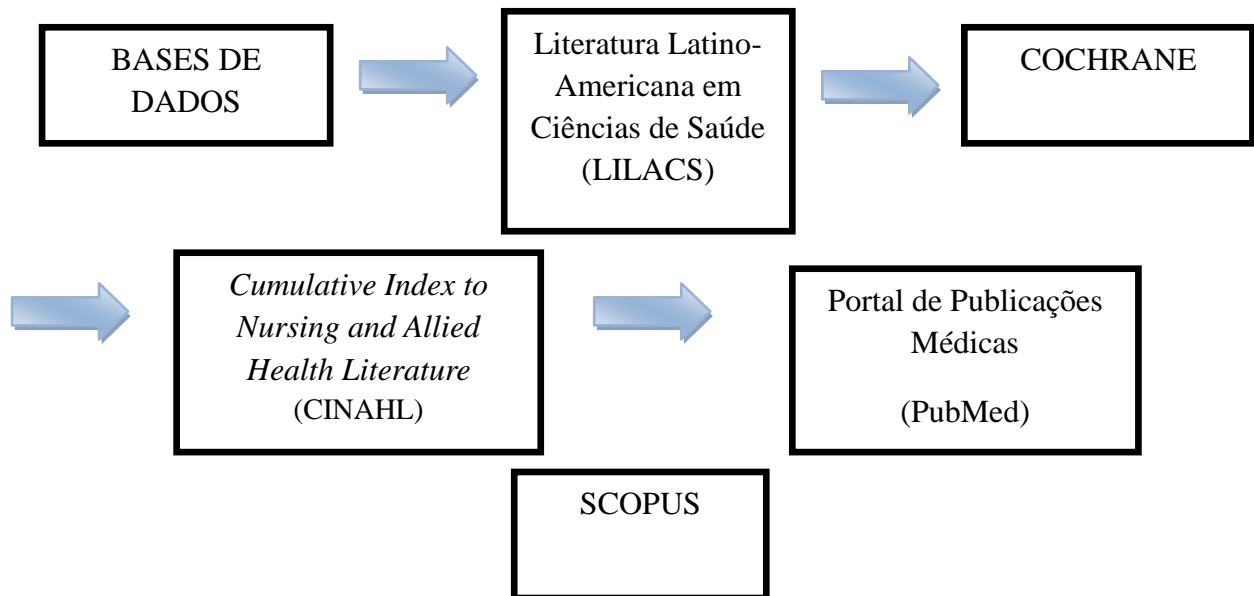 BASES DE
DADOS
Literatura Latino-
Americana em
Ciências de Saúde
(LILACS)
COCHRANE
Cumulative Index to
Nursing and Allied
Health Literature
(CINAHL)
Portal de Publicações
Médicas
(PubMed)
SCOPUS